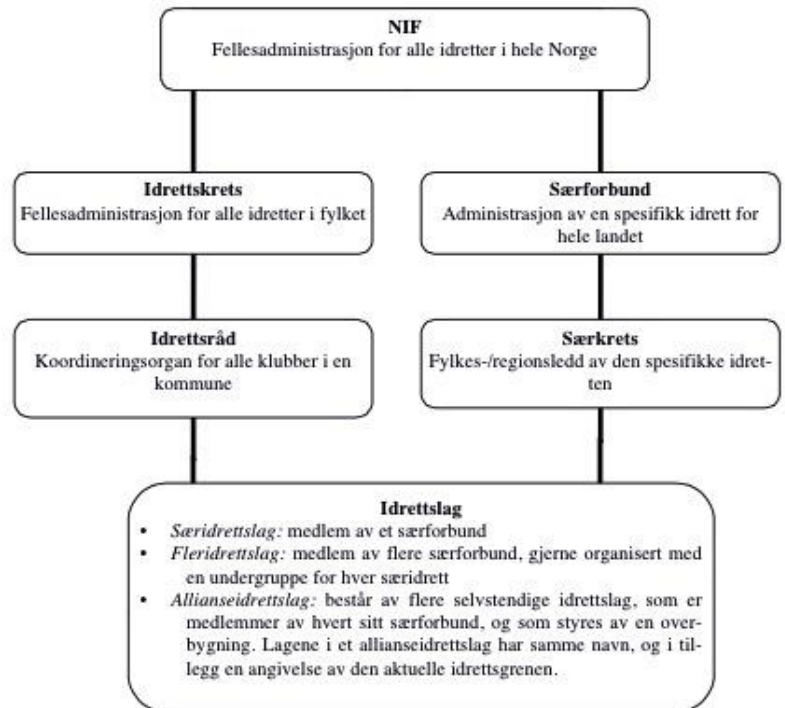 NIF
Fellesadministrasjon for alle idretter i hele Norge
Idrettskrets
Fellesadministrasjon for alle idretter i fylket
Særforbund
Administrasjon av en spesifikk idrett for
hele landet
Idrettsråd
Koordineringsorgan for alle klubber i en
kommune
Særkrets
Fylkes-/regionsledd av den spesifikke idret-
ten
Idrettslag
• Særidrettslag: medlem av et særforbund
• Fleridrettslag: medlem av flere særforbund, gjerne organisert med
en undergruppe for hver særidrett
• Allianseidrettslag: består av flere selvstendige idrettslag, som er
medlemmer av hvert sitt særforbund, og som styres av en over-
bygning. Lagene i et allianseidrettslag har samme navn, og i til-
legg en angivelse av den aktuelle idrettsgrenen.